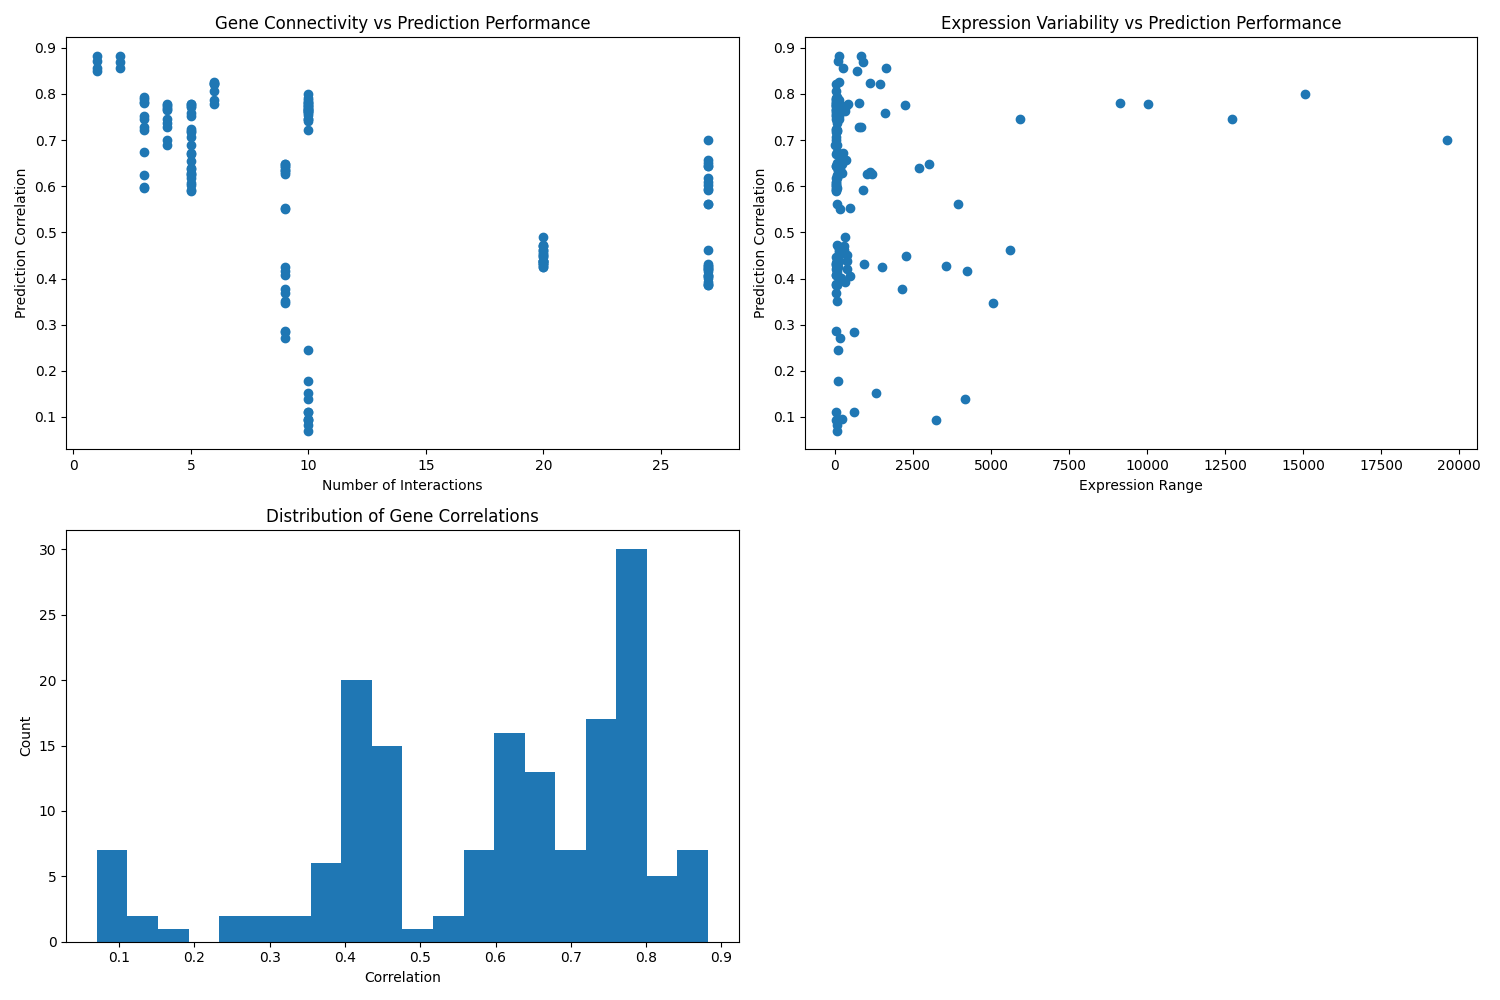 Gene Connectivity vs Prediction Performance
Prediction Correlation
0.9
0.8
0.7
0.6
0.5
0.4
0.3
0.2
0.1
0 5 10 15 20 25
Number of Interactions
Expression Variability vs Prediction Performance
Prediction Correlation
0.9
0.8
0.7
0.6
0.5
0.4
0.3
0.2
0.1
0 2500 5000 7500 10000 12500 15000 17500 20000
Expression Range
Distribution of Gene Correlations
Count
30
25
20
15
10
5
0
0.1 0.2 0.3 0.4 0.5 0.6 0.7 0.8 0.9
Correlation